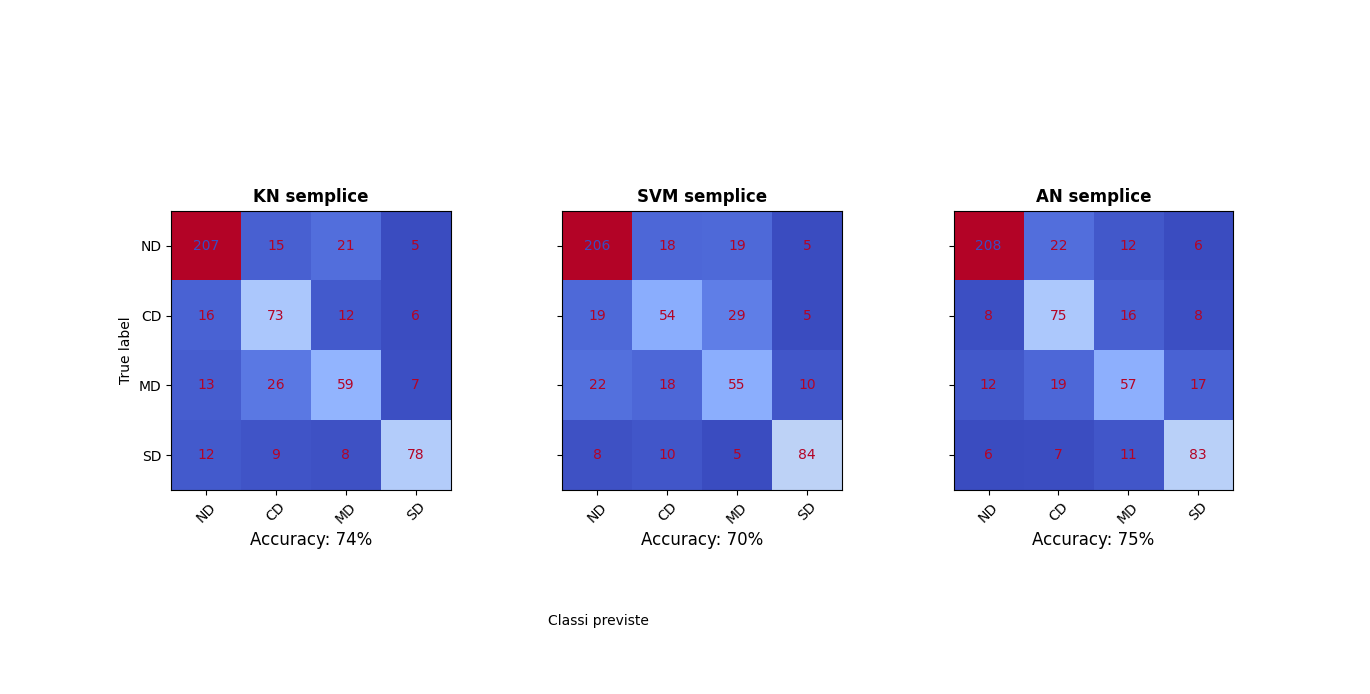 KN semplice
SVM semplice
AN semplice
ND 207 15 21 5 206 18 19 5 208 22 12 6
CD 16 73 12 6 19 54 29 5 8 75 16 8
True label
MD 13 26 59 7 22 18 55 10 12 19 57 17
SD 12 9 8 78 8 10 5 84 6 7 11 83
ND CD MD SD ND CD MD SD ND CD MD SD
Accuracy: 74%
Accuracy: 70%
Accuracy: 75%
Classi previste